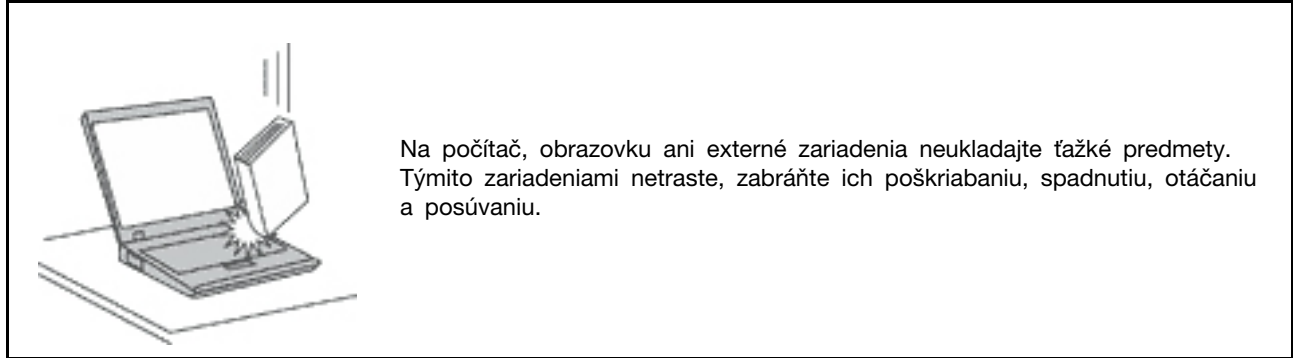 Na počítač, obrazovku ani externé zariadenia neukladajte ťažké predmety.
Týmito zariadeniami netraste, zabráňte ich poškriabaniu, spadnutiu, otáčaniu
a posúvaniu.